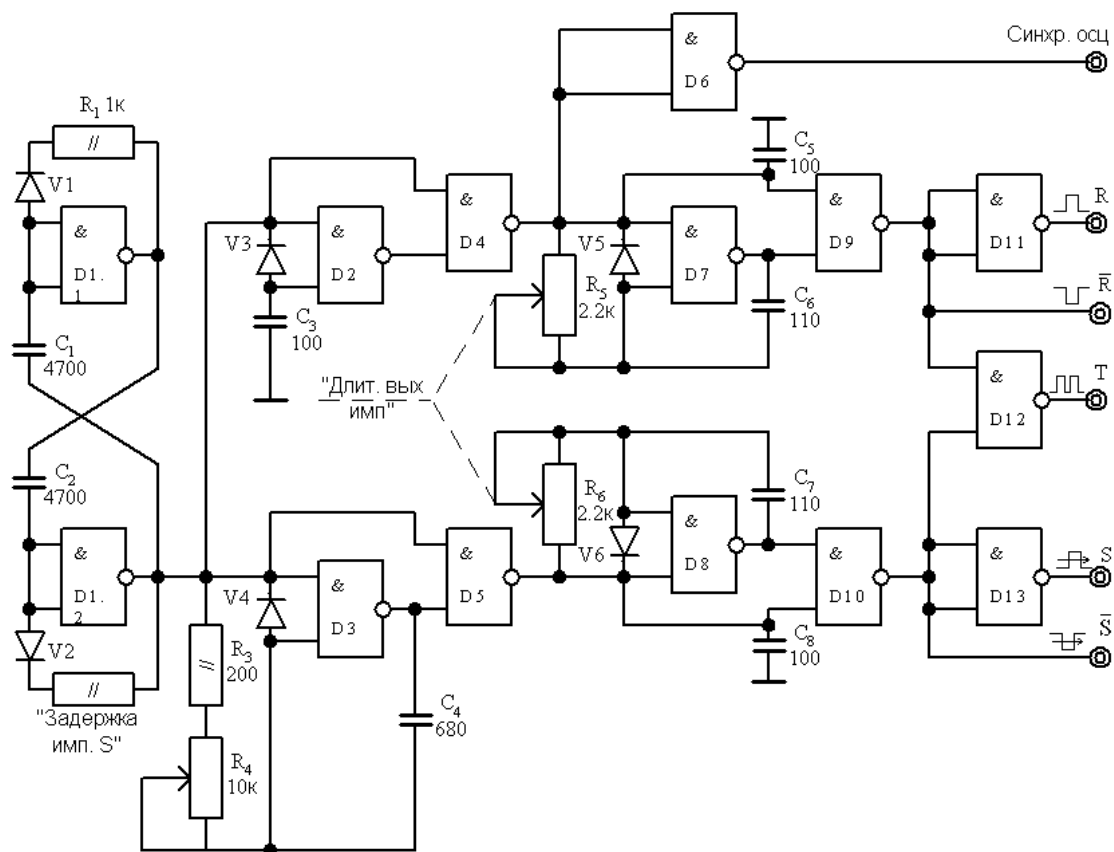 Синхр. осц
&
D6
R₁ 1к
V1
&
D1.
1
C₁
4700
V3
&
D2
C₃
100
&
D4
V5
R₅
2.2к
&
D7
C₅
100
C₆
110
&
D9
&
D11
R
R̅
&
D12
T
"Длит. вых
имп"
C₂
4700
&
D1.
2
V2
"Задержка
имп. S"
V4
&
D3
R₃
200
R₄
10к
C₄
680
&
D5
R₆
2.2к
V6
&
D8
C₇
110
C₈
100
&
D10
&
D13
S
S̅